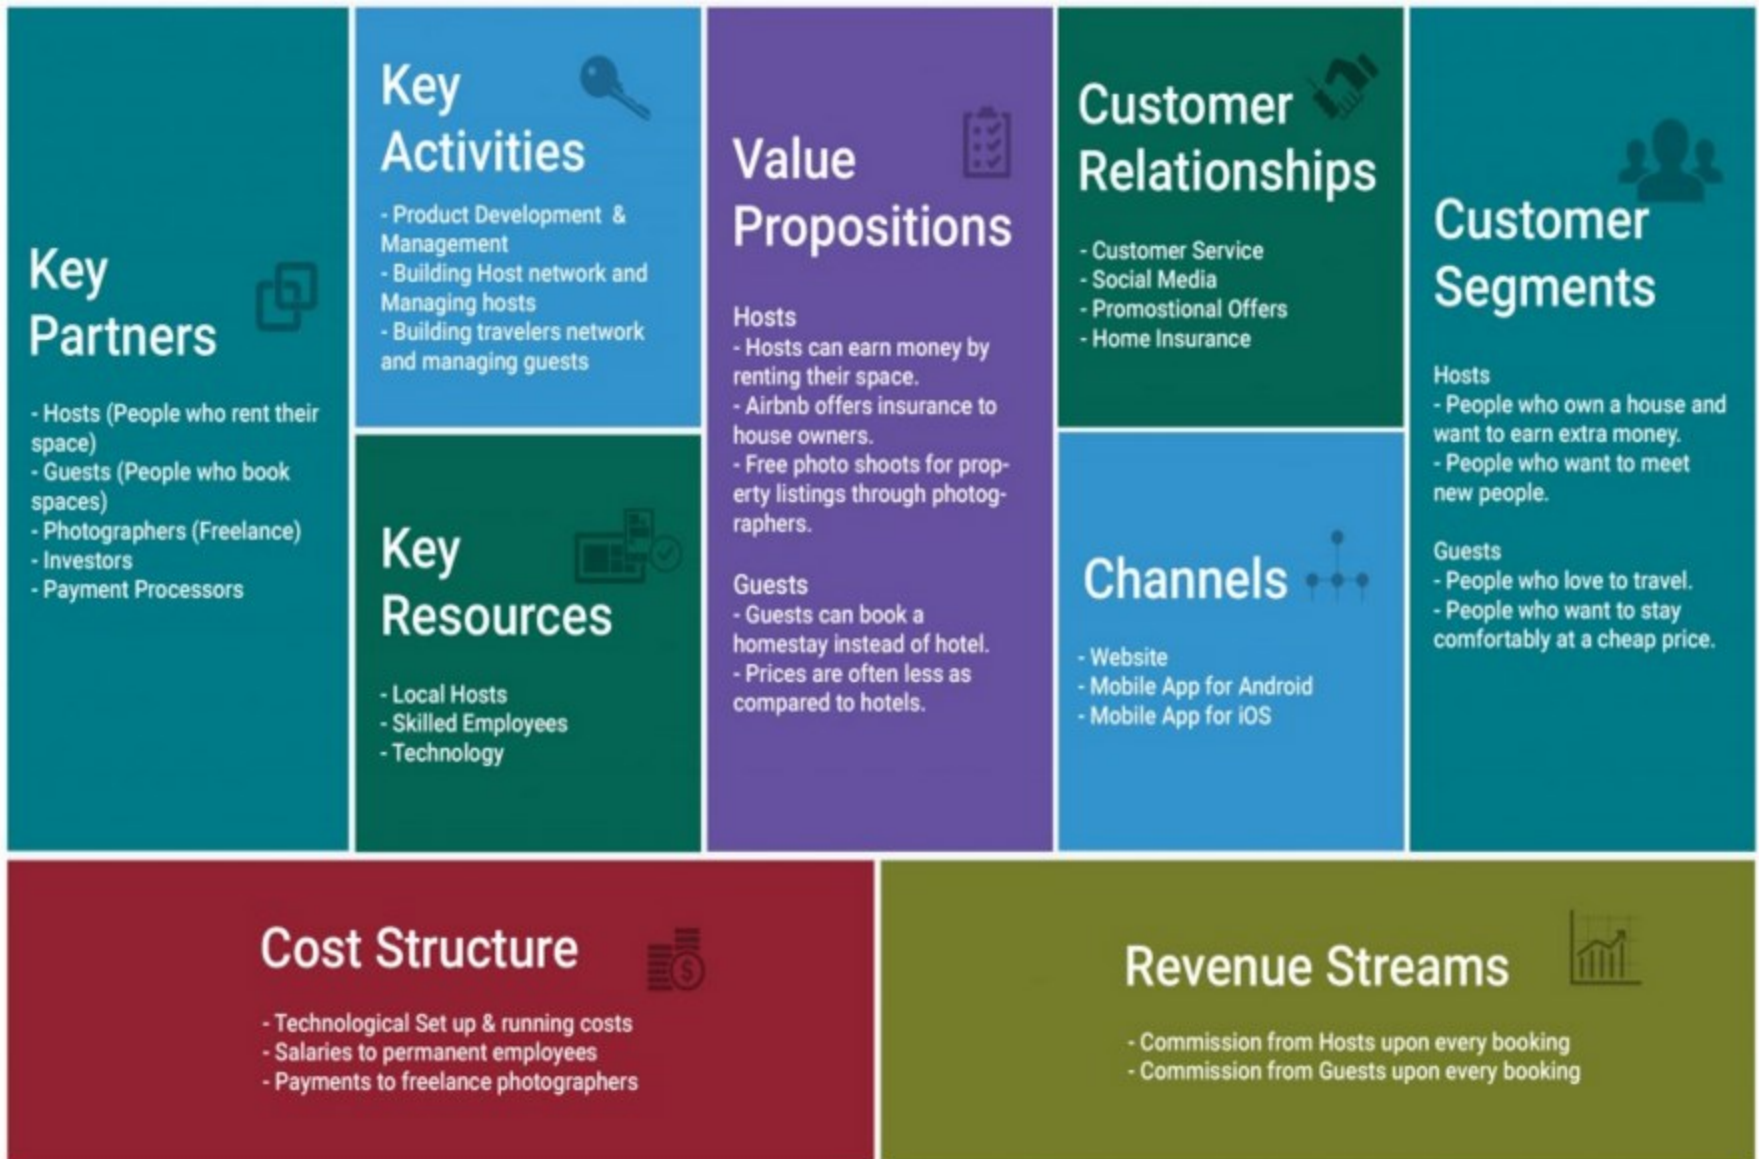 Key
Partners
- Hosts (People who rent their
space)
- Guests (People who book
spaces)
- Photographers (Freelance)
- Investors
- Payment Processors
Key
Activities
- Product Development &
Management
- Building Host network and
Managing hosts
- Building travelers network
and managing guests
Key
Resources
- Local Hosts
- Skilled Employees
- Technology
Value
Propositions
Hosts
- Hosts can earn money by
renting their space.
- Airbnb offers insurance to
house owners.
- Free photo shoots for prop-
erty listings through photog-
raphers.
Guests
- Guests can book a
homestay instead of hotel.
- Prices are often less as
compared to hotels.
Customer
Relationships
- Customer Service
- Social Media
- Promostional Offers
- Home Insurance
Channels
- Website
- Mobile App for Android
- Mobile App for iOS
Customer
Segments
Hosts
- People who own a house and
want to earn extra money.
- People who want to meet
new people.
Guests
- People who love to travel.
- People who want to stay
comfortably at a cheap price.
Cost Structure
$
- Technological Set up & running costs
- Salaries to permanent employees
- Payments to freelance photographers
Revenue Streams
- Commission from Hosts upon every booking
- Commission from Guests upon every booking